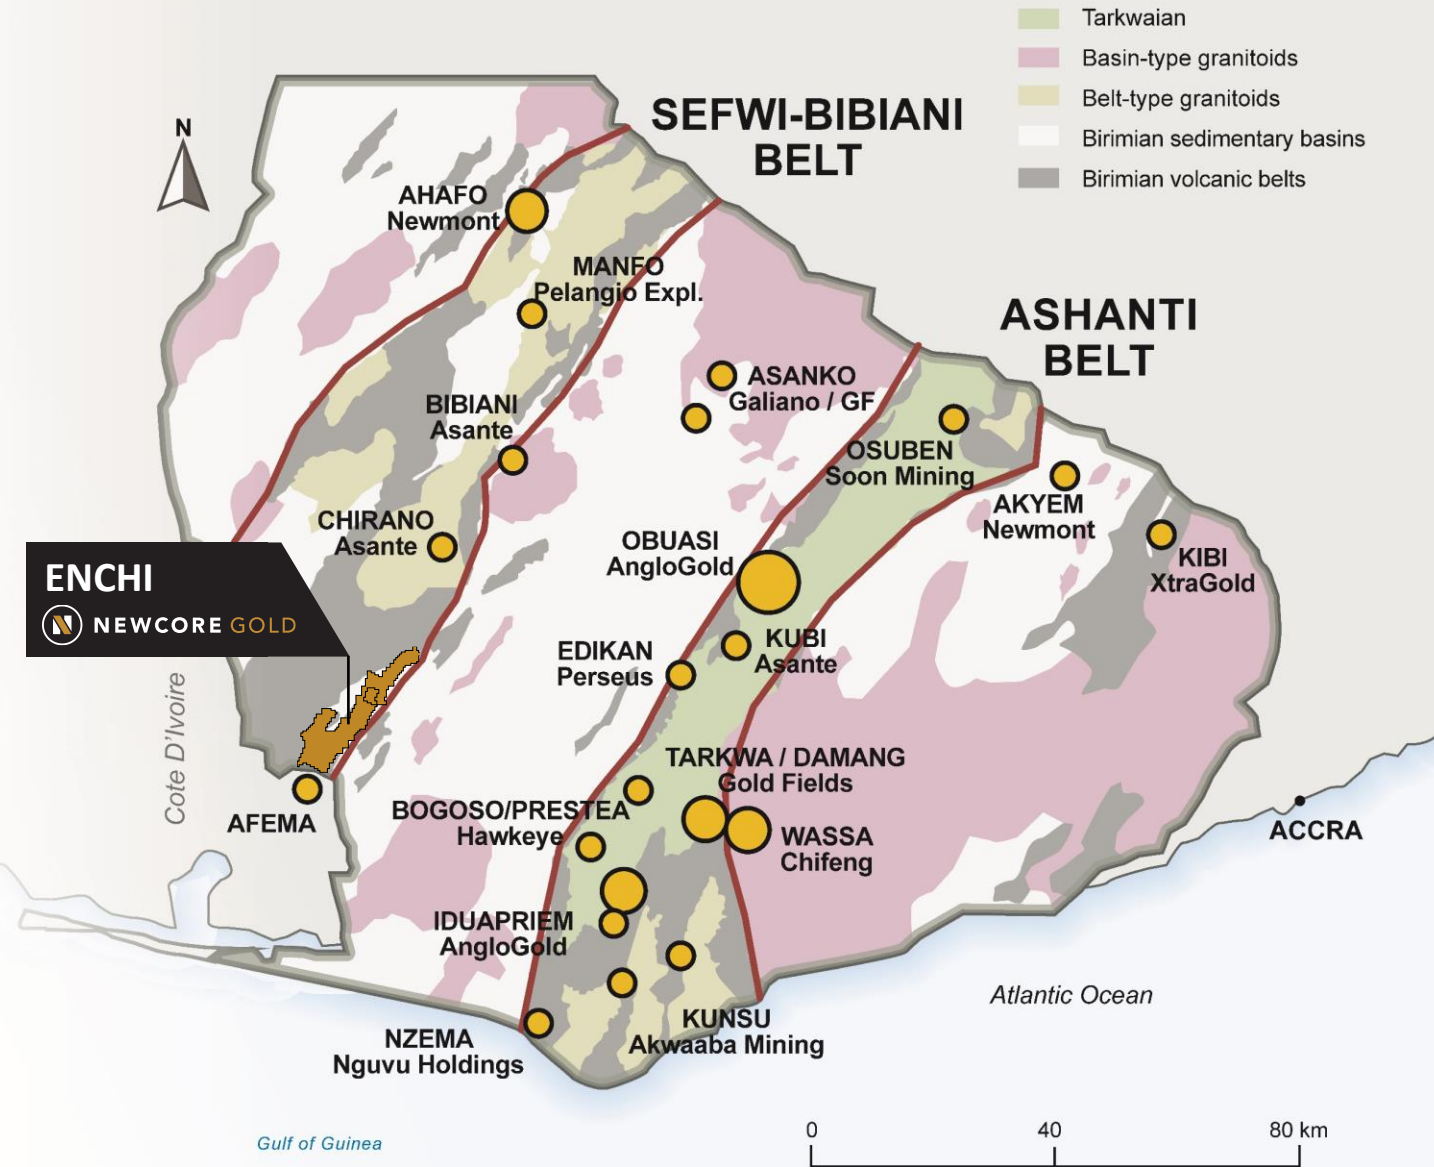 Tarkwaian
Basin-type granitoids
Belt-type granitoids
Birimian sedimentary basins
Birimian volcanic belts
N
SEFWI-BIBIANI
BELT
AHAFO
Newmont
MANFO
Pelangio Expl.
ASHANTI
BELT
ASANKO
Galiano / GF
BIBIANI
Asante
OSUBEN
Soon Mining
AKYEM
Newmont
CHIRANO
Asante
OBUASI
AngloGold
KIBI
XtraGold
ENCHI
N NEWCORE GOLD
KUBI
Asante
EDIKAN
Perseus
Cote D'Ivoire
TARKWA / DAMANG
Gold Fields
AFEMA
BOGOSO/PRESTEA
Hawkeye
WASSA
Chifeng
ACCRA
IDUAPRIEM
AngloGold
Atlantic Ocean
KUNSU
Akwaaba Mining
NZEMA
Nguvu Holdings
Gulf of Guinea
0 40 80 km